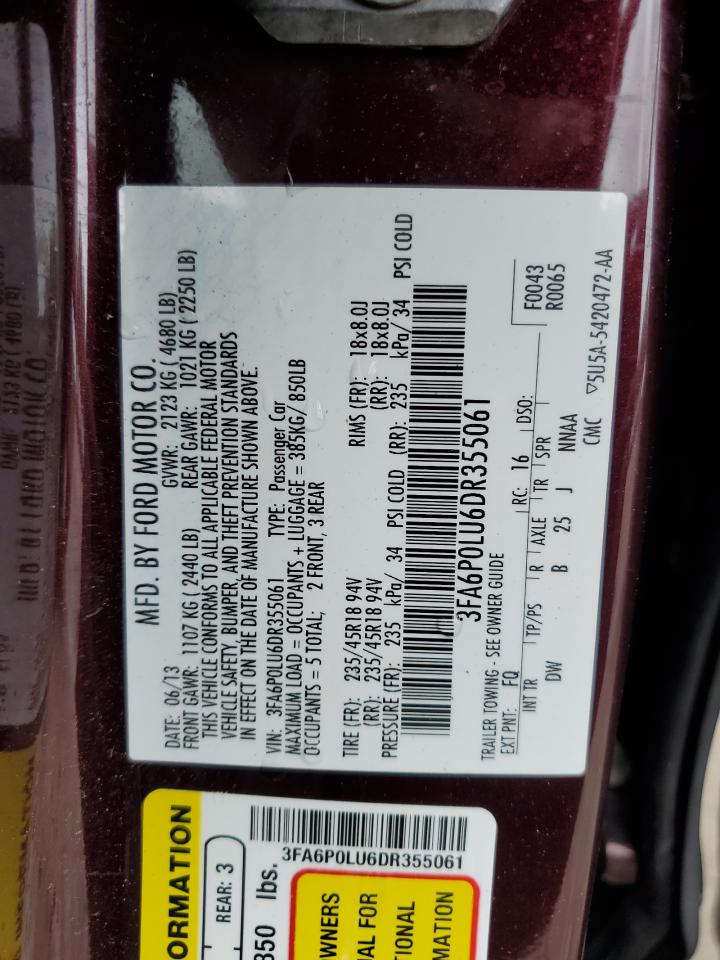 MFD. BY FORD MOTOR CO.
DATE: 06/13 GVWR: 2123 KG ( 4680 LB)
FRONT GAWR: 1107 KG ( 2440 LB) REAR GAWR: 1021 KG ( 2250 LB)
THIS VEHICLE CONFORMS TO ALL APPLICABLE FEDERAL MOTOR
VEHICLE SAFETY, BUMPER, AND THEFT PREVENTION STANDARDS
IN EFFECT ON THE DATE OF MANUFACTURE SHOWN ABOVE.
VIN: 3FA6P0LU6DR355061 TYPE: Passenger Car
MAXIMUM LOAD = OCCUPANTS + LUGGAGE = 385KG/ 850LB
OCCUPANTS = 5 TOTAL; 2 FRONT, 3 REAR
TIRE (FR): 235/45R18 94V RIMS (FR): 18x8.0J
(RR): 235/45R18 94V (RR): 18x8.0J
PRESSURE (FR): 235 kPa/ 34 PSI COLD (RR): 235 kPa/ 34 PSI COLD
3FA6P0LU6DR355061
TRAILER TOWING - SEE OWNER GUIDE
EXT PNT: FQ RC: 16 DSO: F0043
R0065
INT TR TP/PS R AXLE TR SPR
DW B 25 J NNAA
CMC ▽5U5A-5420472-AA
ORMATION
REAR: 3
350 lbs.
3FA6P0LU6DR355061
OWNERS
AL FOR
TIONAL
MATION